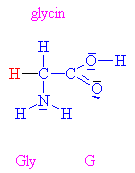 glycin
H O H
H C C
N O
H H
Gly G